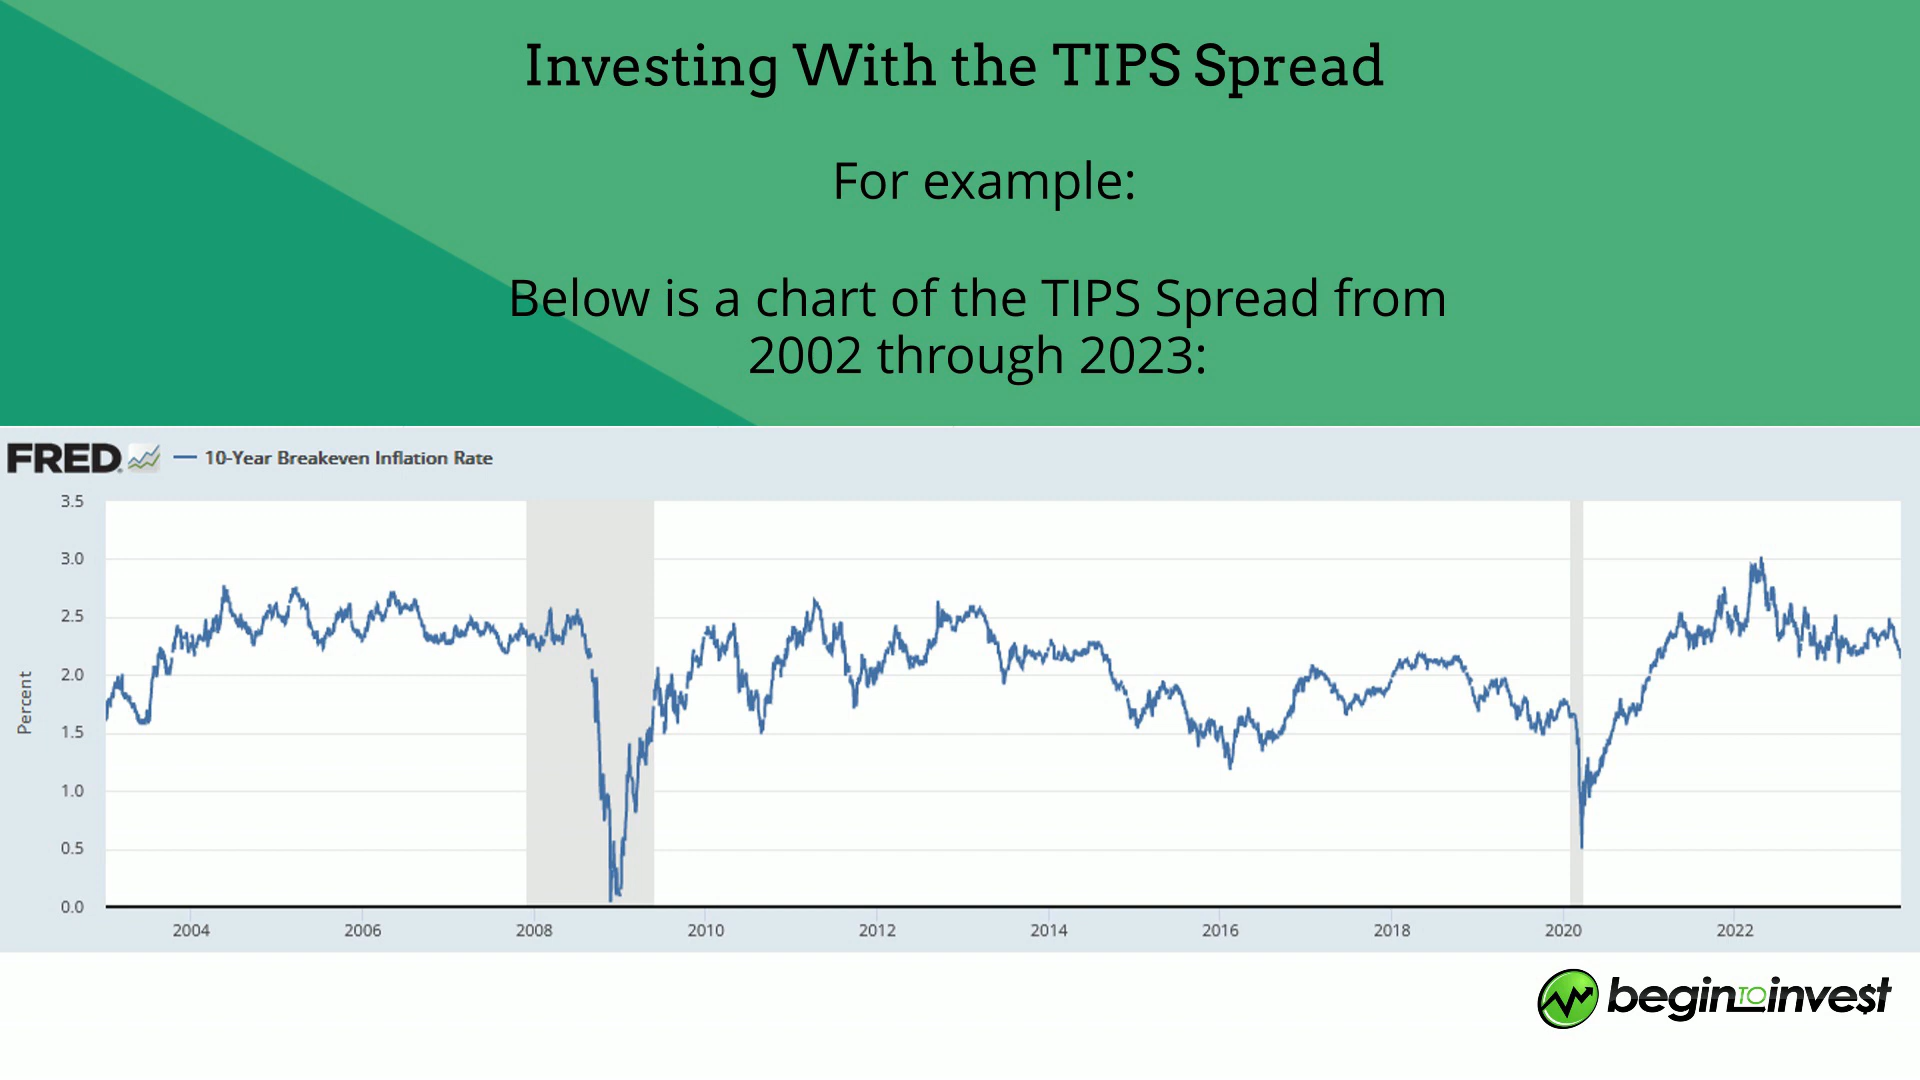 Investing With the TIPS Spread
For example:
Below is a chart of the TIPS Spread from
2002 through 2023:
FRED 10-Year Breakeven Inflation Rate
3.5
3.0
2.5
2.0
1.5
1.0
0.5
0.0
Percent
2004 2006 2008 2010 2012 2014 2016 2018 2020 2022
begin TO inve$t